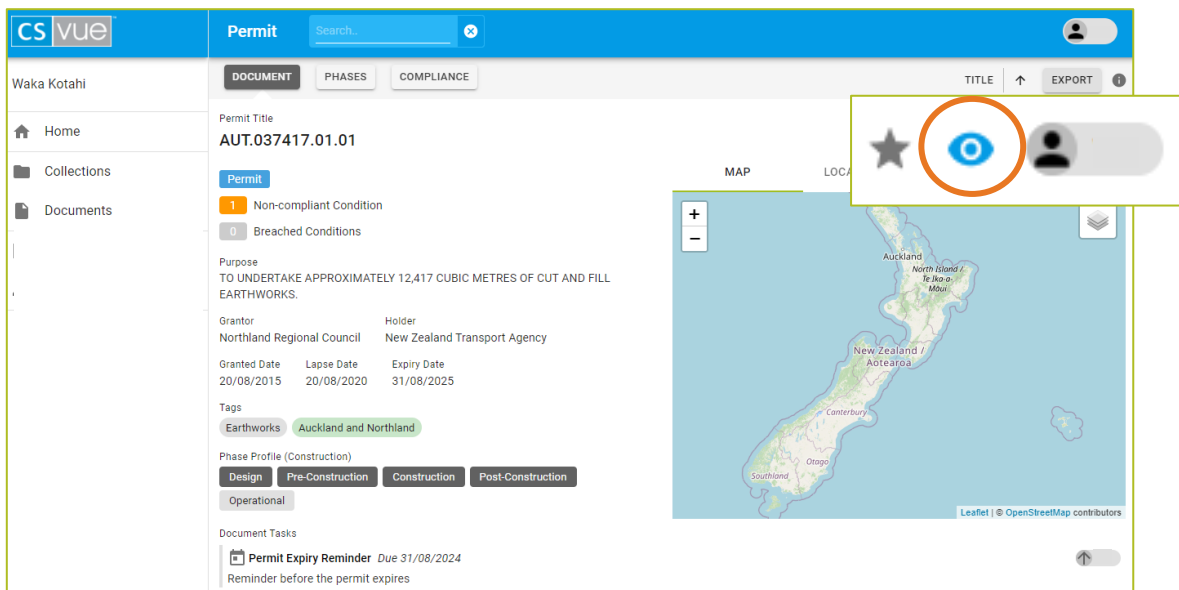 CS VUE
Permit
Search..
Waka Kotahi
Home
Collections
Documents
DOCUMENT
PHASES
COMPLIANCE
TITLE
EXPORT
Permit Title
AUT.037417.01.01
Permit
1 Non-compliant Condition
0 Breached Conditions
Purpose
TO UNDERTAKE APPROXIMATELY 12,417 CUBIC METRES OF CUT AND FILL
EARTHWORKS.
Grantor Holder
Northland Regional Council New Zealand Transport Agency
Granted Date Lapse Date Expiry Date
20/08/2015 20/08/2020 31/08/2025
Tags
Earthworks Auckland and Northland
Phase Profile (Construction)
Design Pre-Construction Construction Post-Construction
Operational
Document Tasks
Permit Expiry Reminder Due 31/08/2024
Reminder before the permit expires
MAP
+
−
Auckland
North Island /
Te Ika-a-
Māui
New Zealand /
Aotearoa
Canterbury
Otago
Southland
Leaflet | © OpenStreetMap contributors